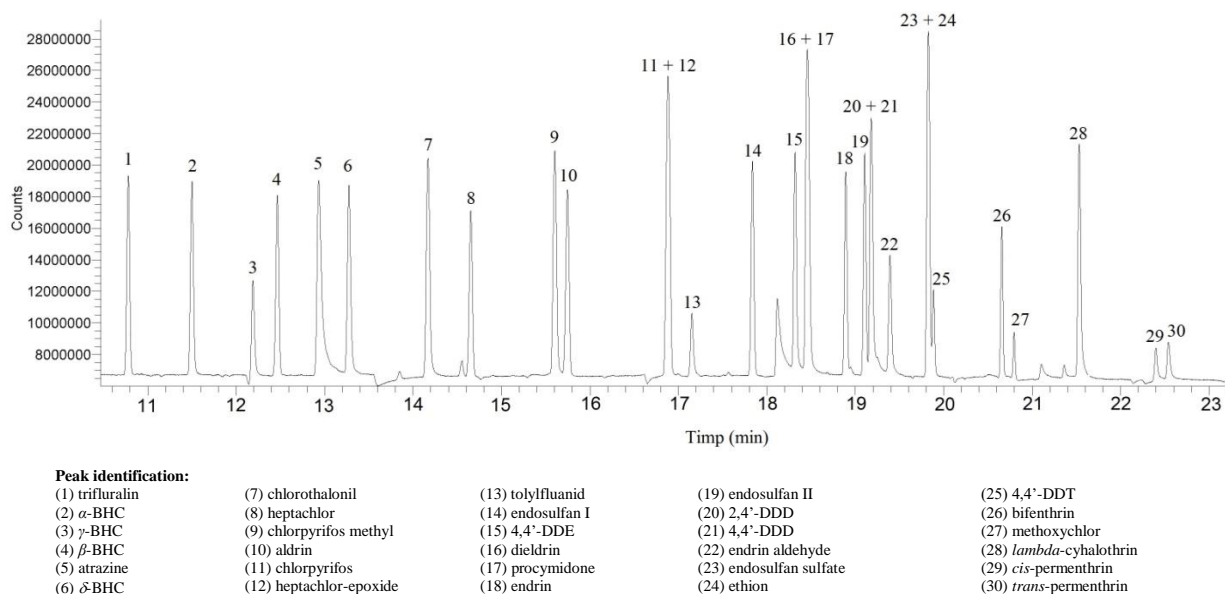 23 + 24
16 + 17
11 + 12
20 + 21
1
2
3
4
5
6
7
8
9
10
13
14
15
18
19
22
25
26
27
28
29
30
28000000
26000000
24000000
22000000
20000000
18000000
16000000
14000000
12000000
10000000
8000000
Counts
11 12 13 14 15 16 17 18 19 20 21 22 23
Timp (min)
Peak identification:
(1) trifluralin (7) chlorothalonil (13) tolylfluanid (19) endosulfan II (25) 4,4’-DDT
(2) α-BHC (8) heptachlor (14) endosulfan I (20) 2,4’-DDD (26) bifenthrin
(3) γ-BHC (9) chlorpyrifos methyl (15) 4,4’-DDE (21) 4,4’-DDD (27) methoxychlor
(4) β-BHC (10) aldrin (16) dieldrin (22) endrin aldehyde (28) lambda-cyhalothrin
(5) atrazine (11) chlorpyrifos (17) procymidone (23) endosulfan sulfate (29) cis-permenthrin
(6) δ-BHC (12) heptachlor-epoxide (18) endrin (24) ethion (30) trans-permenthrin